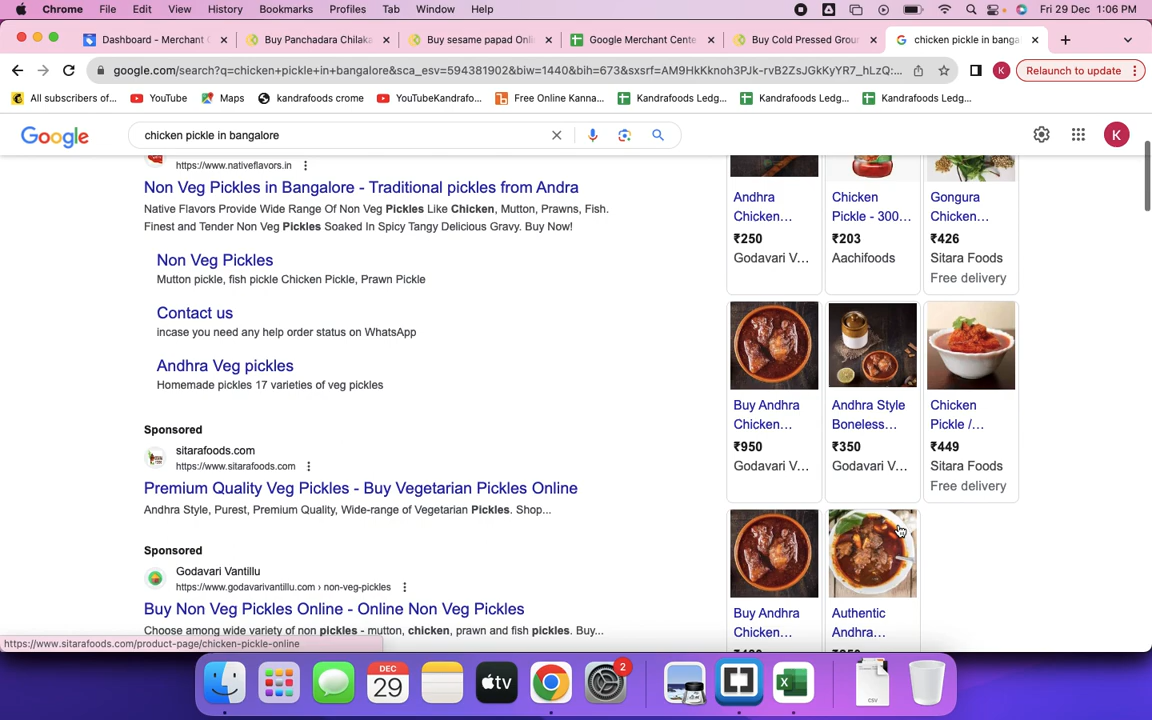 Chrome File Edit View History Bookmarks Profiles Tab Window Help Fri 29 Dec 1:06 PM
Dashboard - Merchant
Buy Panchadara Chilaka
Buy sesame papad Onli
Google Merchant Cente
Buy Cold Pressed Groun
chicken pickle in banga
google.com/search?q=chicken+pickle+in+bangalore&sca_esv=594381902&biw=1440&bih=673&sxsrf=AM9HkKknoh3PJk-rvB2ZsJGkKyYR7_hLzQ:... Relaunch to update
All subscribers of... YouTube Maps kandrafoods crome YouTubeKandrafo... Free Online Kanna... Kandrafoods Ledg... Kandrafoods Ledg... Kandrafoods Ledg...
Google chicken pickle in bangalore K
https://www.nativeflavors.in
Non Veg Pickles in Bangalore - Traditional pickles from Andra
Native Flavors Provide Wide Range Of Non Veg Pickles Like Chicken, Mutton, Prawns, Fish.
Finest and Tender Non Veg Pickles Soaked In Spicy Tangy Delicious Gravy. Buy Now!
Non Veg Pickles
Mutton pickle, fish pickle Chicken Pickle, Prawn Pickle
Contact us
incase you need any help order status on WhatsApp
Andhra Veg pickles
Homemade pickles 17 varieties of veg pickles
Sponsored
sitarafoods.com
https://www.sitarafoods.com
Premium Quality Veg Pickles - Buy Vegetarian Pickles Online
Andhra Style, Purest, Premium Quality, Wide-range of Vegetarian Pickles. Shop...
Sponsored
Godavari Vantillu
https://www.godavarivantillu.com › non-veg-pickles
Buy Non Veg Pickles Online - Online Non Veg Pickles
Choose among wide variety of non pickles - mutton, chicken, prawn and fish pickles. Buy...
https://www.sitarafoods.com/product-page/chicken-pickle-online
Andhra
Chicken...
₹250
Godavari V...
Chicken
Pickle - 300...
₹203
Aachifoods
Gongura
Chicken...
₹426
Sitara Foods
Free delivery
Buy Andhra
Chicken...
₹950
Godavari V...
Andhra Style
Boneless...
₹350
Godavari V...
Chicken
Pickle /...
₹449
Sitara Foods
Free delivery
Buy Andhra
Chicken...
Authentic
Andhra...
DEC
29
tv
2
CSV